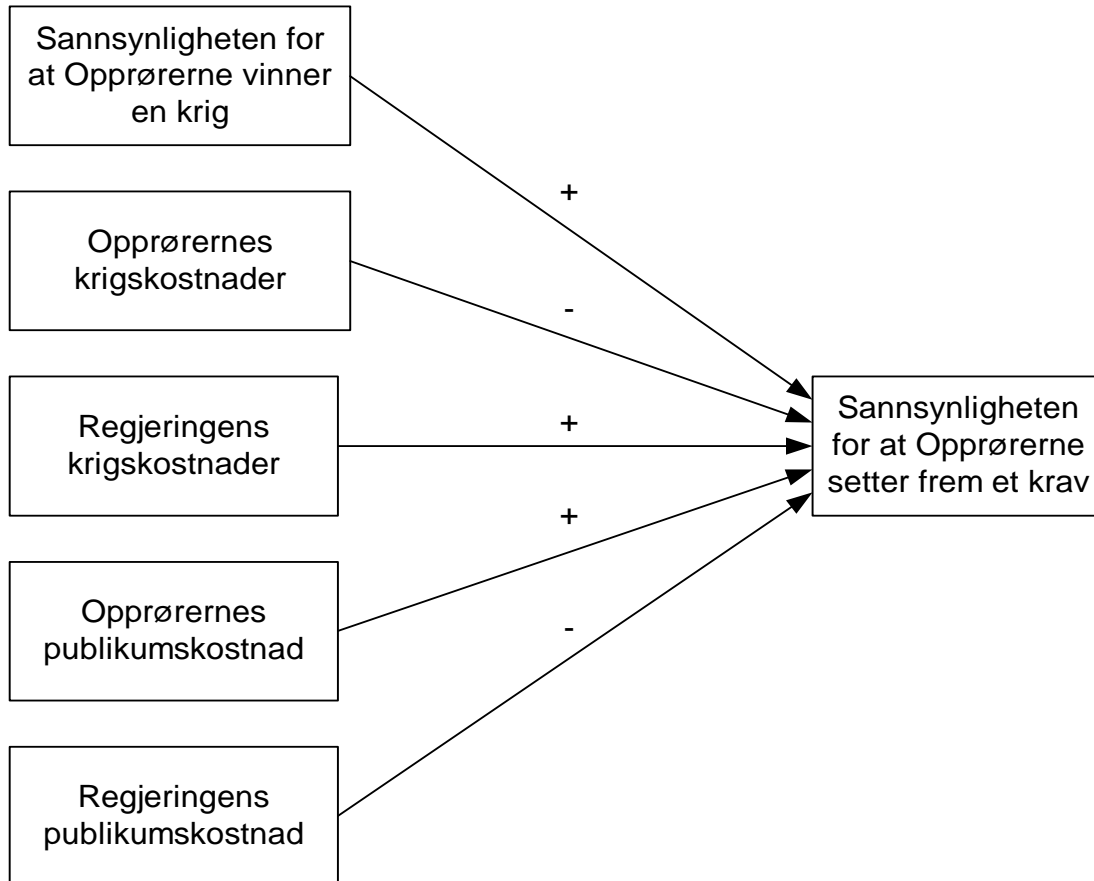 Sannsynligheten for
at Opprørerne vinner
en krig
+
Opprørernes
krigskostnader
-
Regjeringens
krigskostnader
+
Sannsynligheten
for at Opprørerne
setter frem et krav
+
Opprørernes
publikumskostnad
-
Regjeringens
publikumskostnad